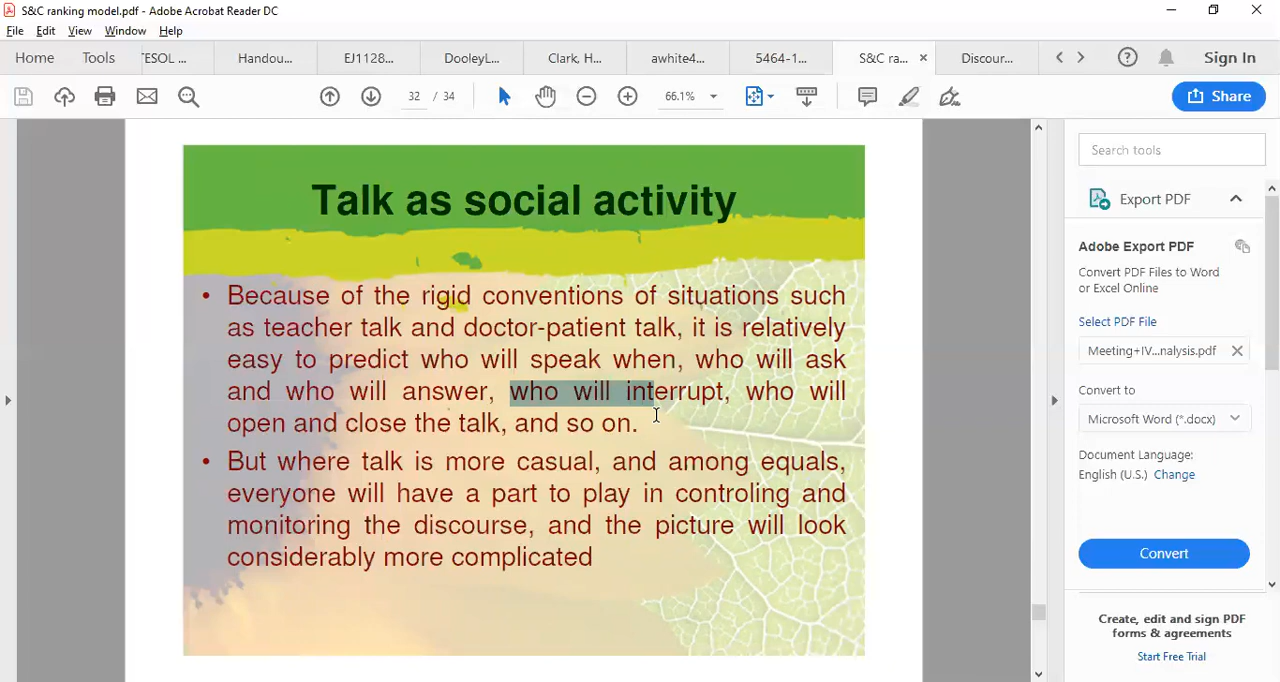 S&C ranking model.pdf - Adobe Acrobat Reader DC
File Edit View Window Help
Home Tools TESOL ... Handou... EJ1128... DooleyL... Clark, H... awhite4... 5464-1... S&C ra... Discour... Sign In
32 / 34 66.1% Share
Talk as social activity
• Because of the rigid conventions of situations such
as teacher talk and doctor-patient talk, it is relatively
easy to predict who will speak when, who will ask
and who will answer, who will interrupt, who will
open and close the talk, and so on.
• But where talk is more casual, and among equals,
everyone will have a part to play in controling and
monitoring the discourse, and the picture will look
considerably more complicated
Search tools
Export PDF
Adobe Export PDF
Convert PDF Files to Word
or Excel Online
Select PDF File
Meeting+IV...nalysis.pdf
Convert to
Microsoft Word (*.docx)
Document Language:
English (U.S.) Change
Convert
Create, edit and sign PDF
forms & agreements
Start Free Trial